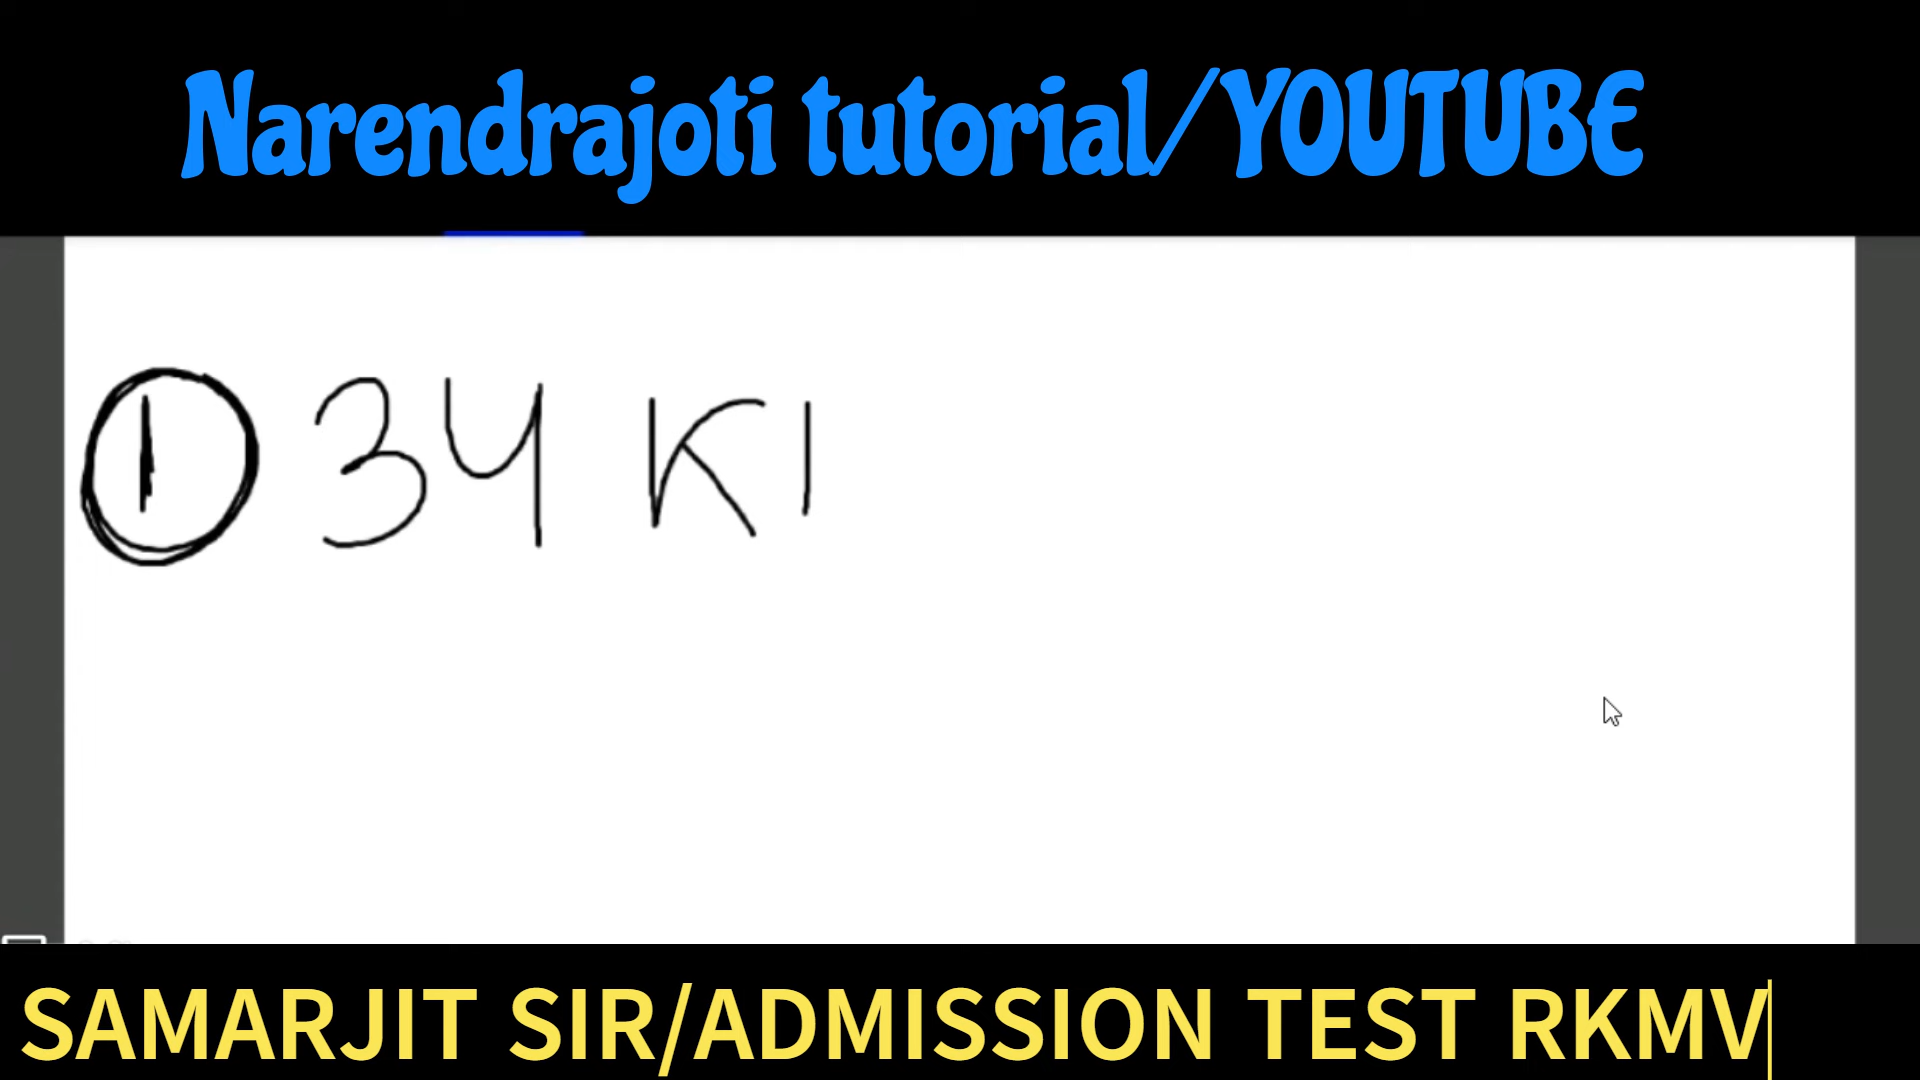 Narendrajoti tutorial/YOUTUBE
1 34 KI
SAMARJIT SIR/ADMISSION TEST RKMV